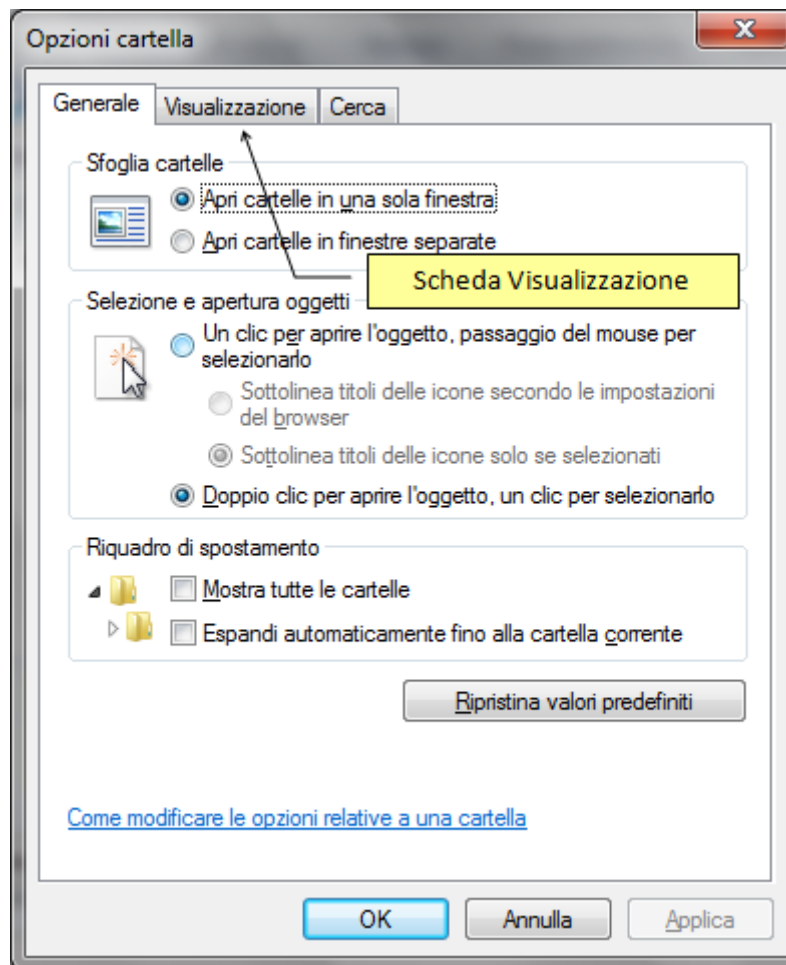 Opzioni cartella
Generale
Visualizzazione
Cerca
Sfoglia cartelle
Apri cartelle in una sola finestra
Apri cartelle in finestre separate
Scheda Visualizzazione
Selezione e apertura oggetti
Un clic per aprire l'oggetto, passaggio del mouse per
selezionarlo
Sottolinea titoli delle icone secondo le impostazioni
del browser
Sottolinea titoli delle icone solo se selezionati
Doppio clic per aprire l'oggetto, un clic per selezionarlo
Riquadro di spostamento
Mostra tutte le cartelle
Espandi automaticamente fino alla cartella corrente
Ripristina valori predefiniti
Come modificare le opzioni relative a una cartella
OK
Annulla
Applica